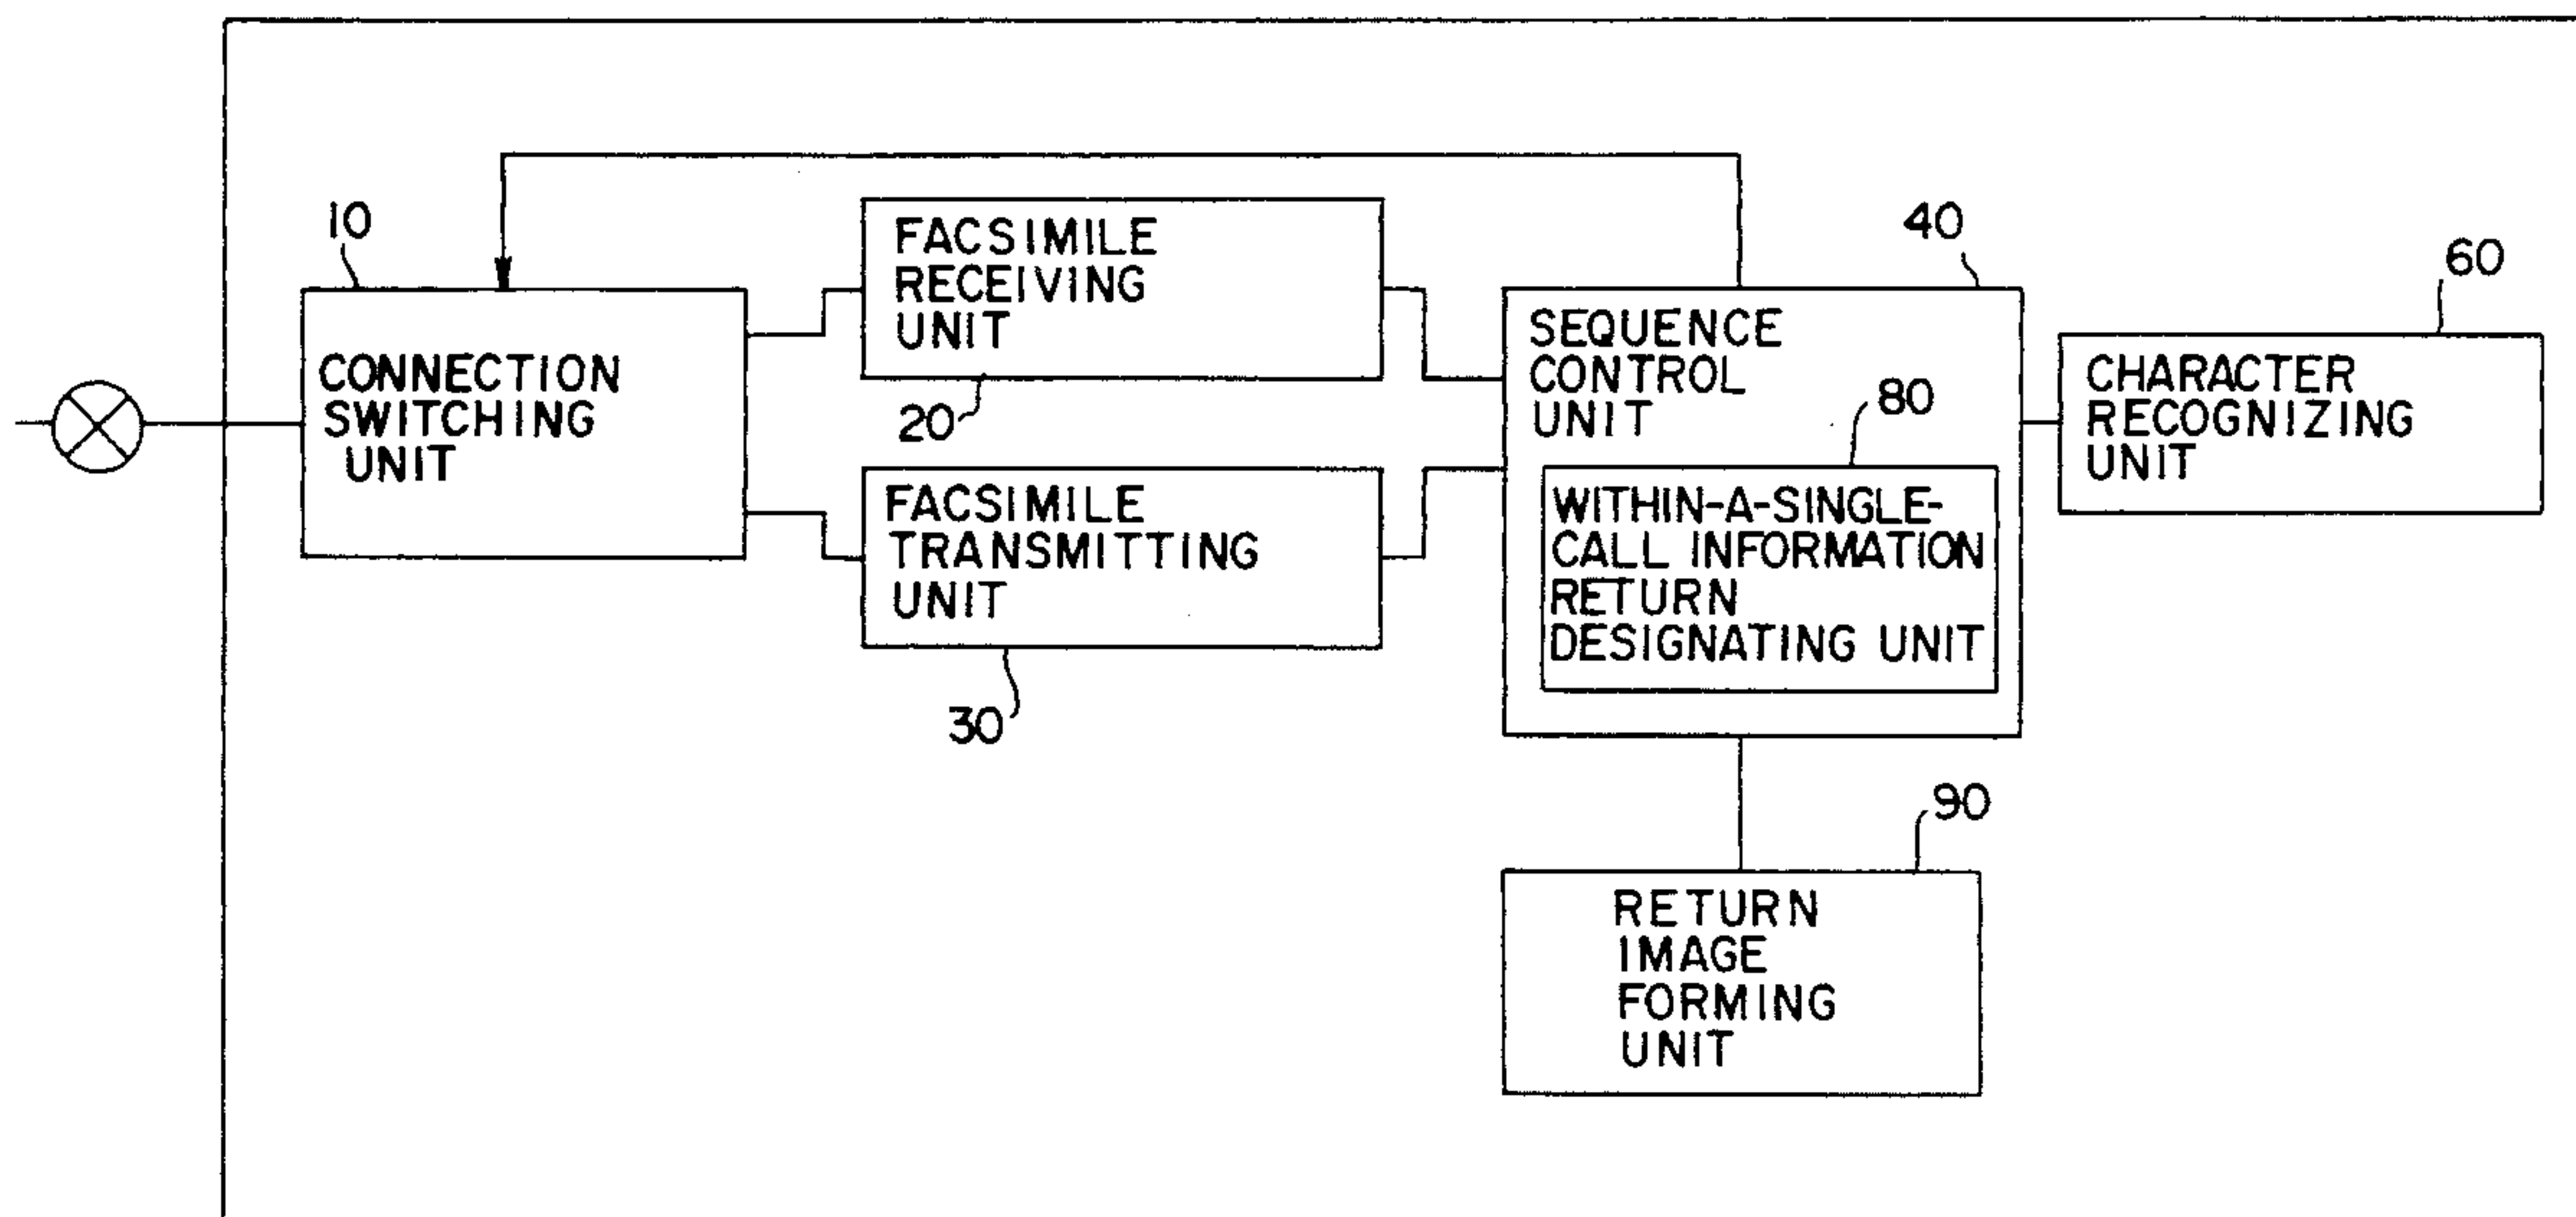 10
CONNECTION
SWITCHING
UNIT
FACSIMILE
RECEIVING
UNIT
20
FACSIMILE
TRANSMITTING
UNIT
30
40
SEQUENCE
CONTROL
UNIT
80
WITHIN-A-SINGLE-
CALL INFORMATION
RETURN
DESIGNATING UNIT
60
CHARACTER
RECOGNIZING
UNIT
90
RETURN
IMAGE
FORMING
UNIT